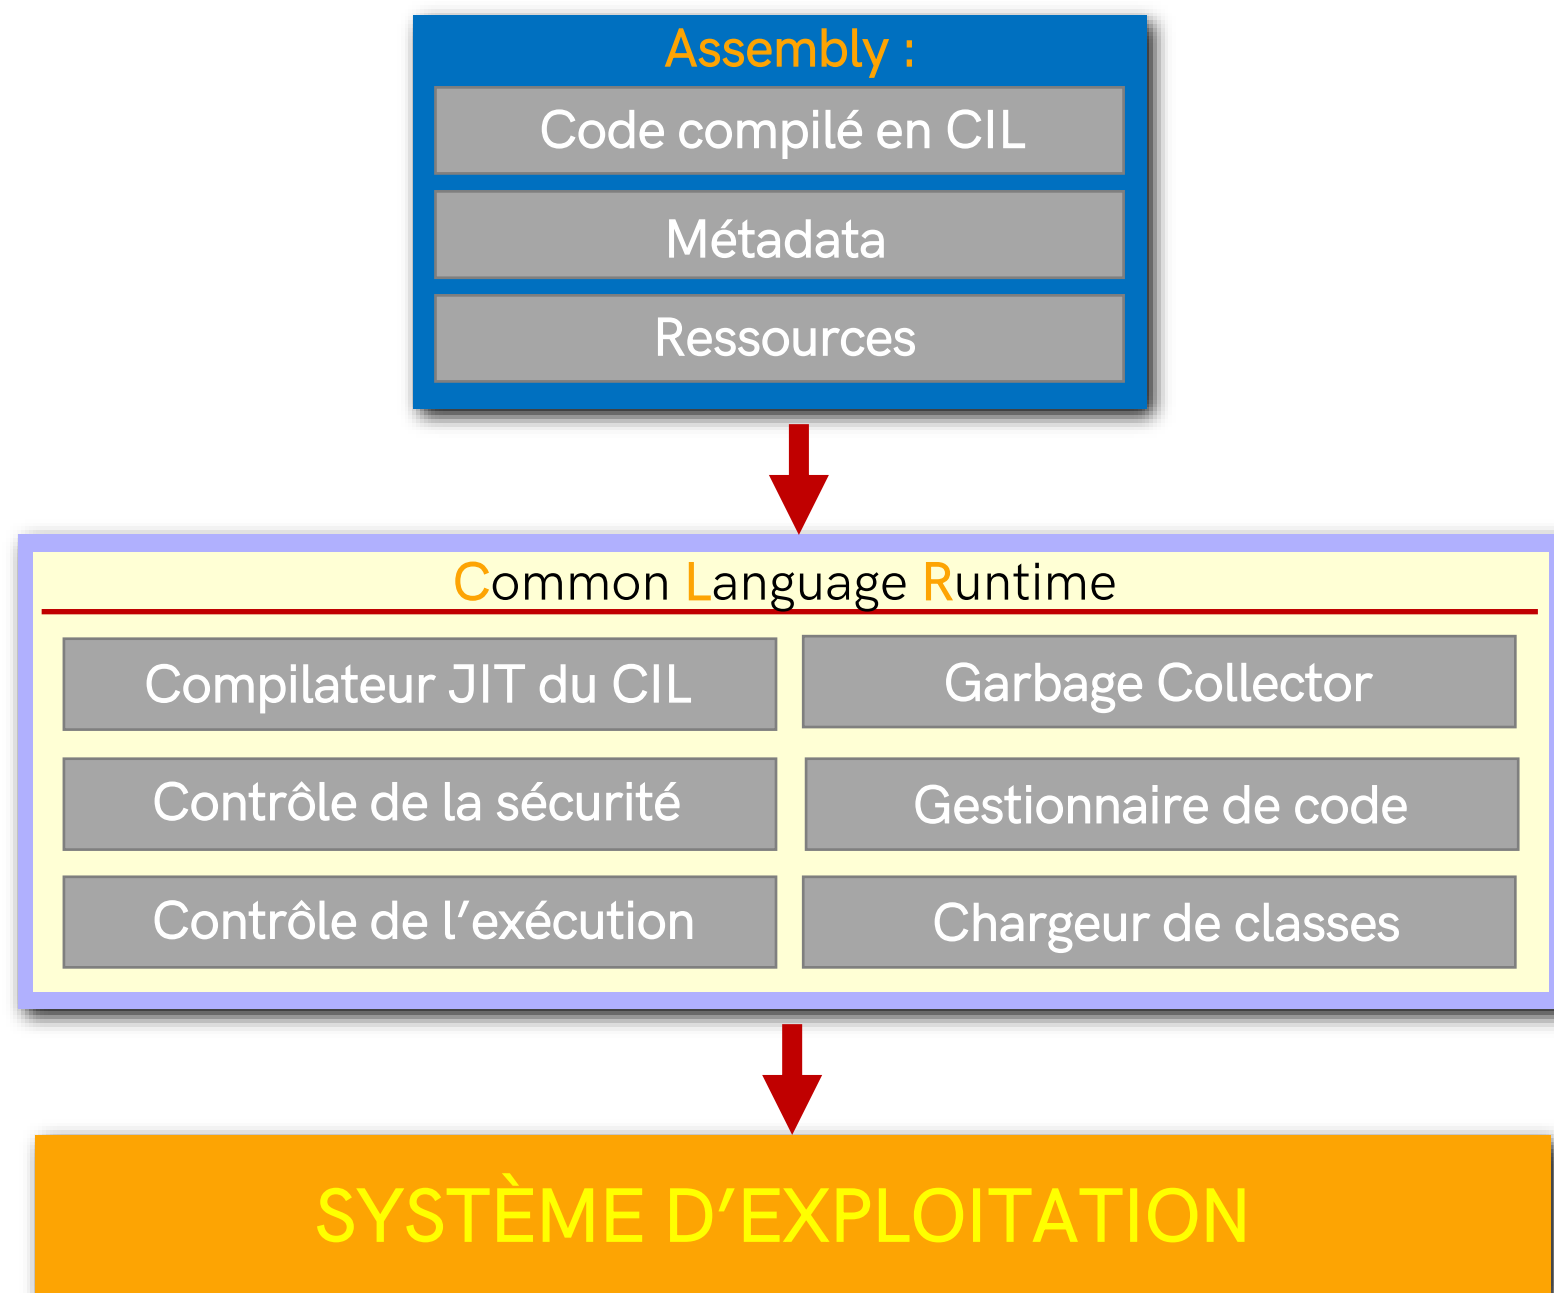 Assembly :
Code compilé en CIL
Métadata
Ressources
Common Language Runtime
Compilateur JIT du CIL
Garbage Collector
Contrôle de la sécurité
Gestionnaire de code
Contrôle de l’exécution
Chargeur de classes
SYSTÈME D’EXPLOITATION